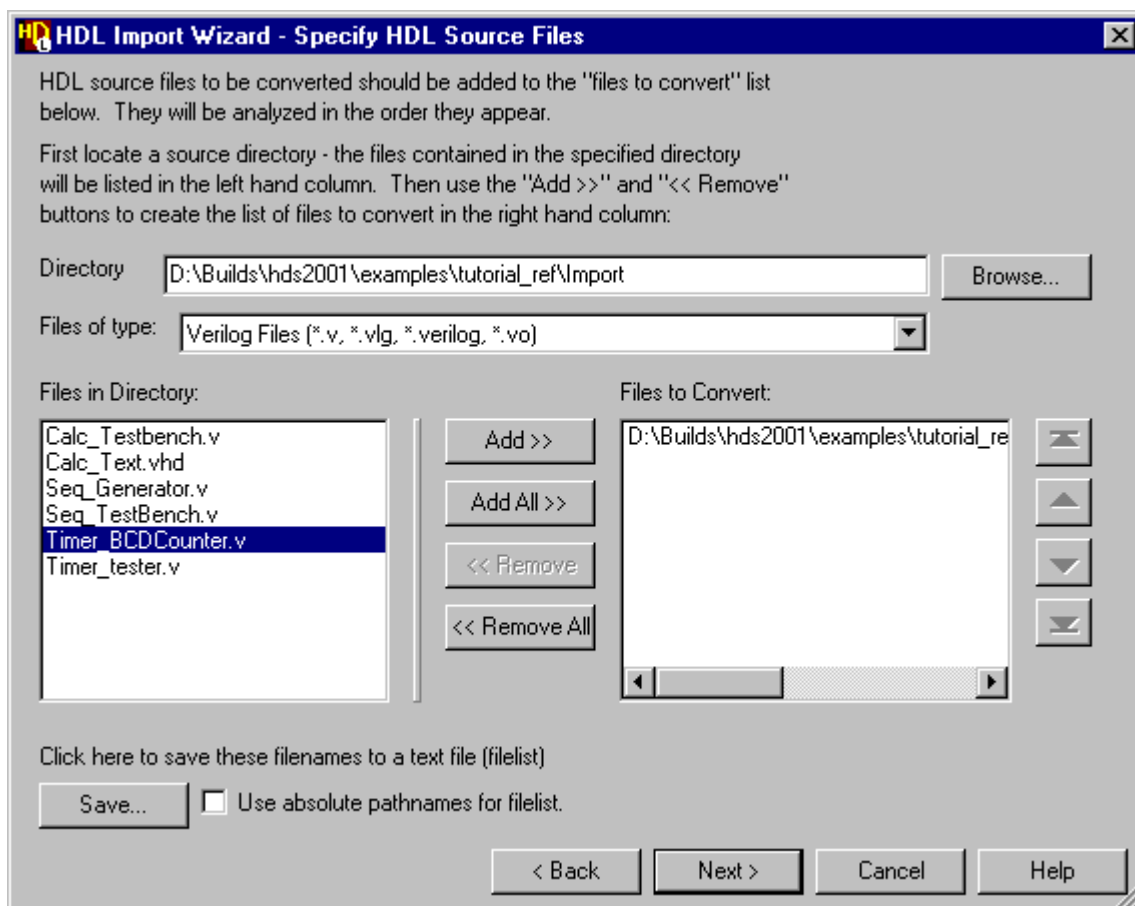 HDL Import Wizard - Specify HDL Source Files
HDL source files to be converted should be added to the "files to convert" list
below. They will be analyzed in the order they appear.
First locate a source directory - the files contained in the specified directory
will be listed in the left hand column. Then use the "Add >>" and "<< Remove"
buttons to create the list of files to convert in the right hand column:
Directory
D:\Builds\hds2001\examples\tutorial_ref\Import
Browse...
Files of type:
Verilog Files (*.v, *.vlg, *.verilog, *.vo)
Files in Directory:
Calc_Testbench.v
Calc_Text.vhd
Seq_Generator.v
Seq_TestBench.v
Timer_BCDCounter.v
Timer_tester.v
Add >>
Add All >>
<< Remove
<< Remove All
Files to Convert:
D:\Builds\hds2001\examples\tutorial_re
Click here to save these filenames to a text file (filelist)
Save...
Use absolute pathnames for filelist.
< Back
Next >
Cancel
Help